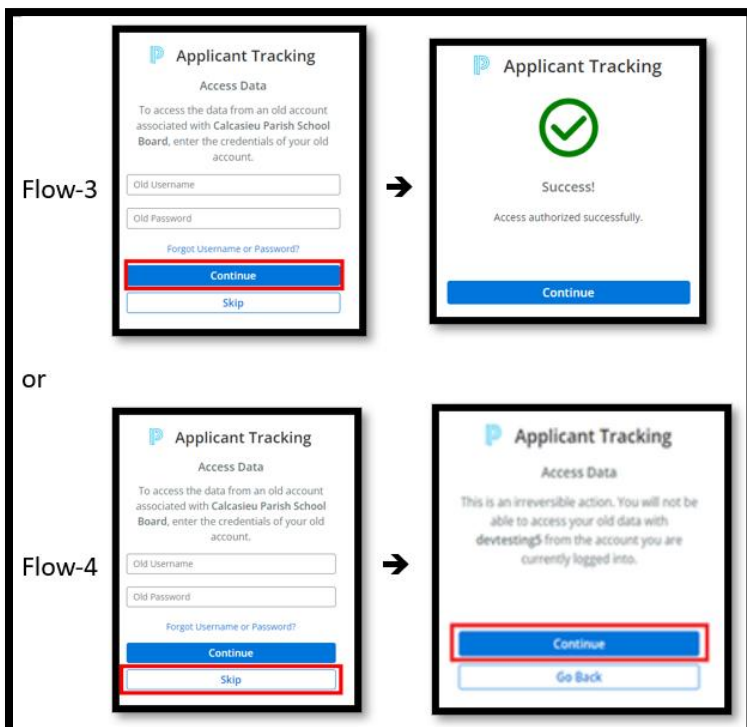 Applicant Tracking
Access Data
To access the data from an old account
associated with Calcasieu Parish School
Board, enter the credentials of your old
account.
Old Username
Old Password
Forgot Username or Password?
Continue
Skip
Flow-3
➔
Applicant Tracking
Success!
Access authorized successfully.
Continue
or
Applicant Tracking
Access Data
To access the data from an old account
associated with Calcasieu Parish School
Board, enter the credentials of your old
account.
Old Username
Old Password
Forgot Username or Password?
Continue
Skip
Flow-4
➔
Applicant Tracking
Access Data
This is an irreversible action. You will not be
able to access your old data with
devtesting5 from the account you are
currently logged into.
Continue
Go Back